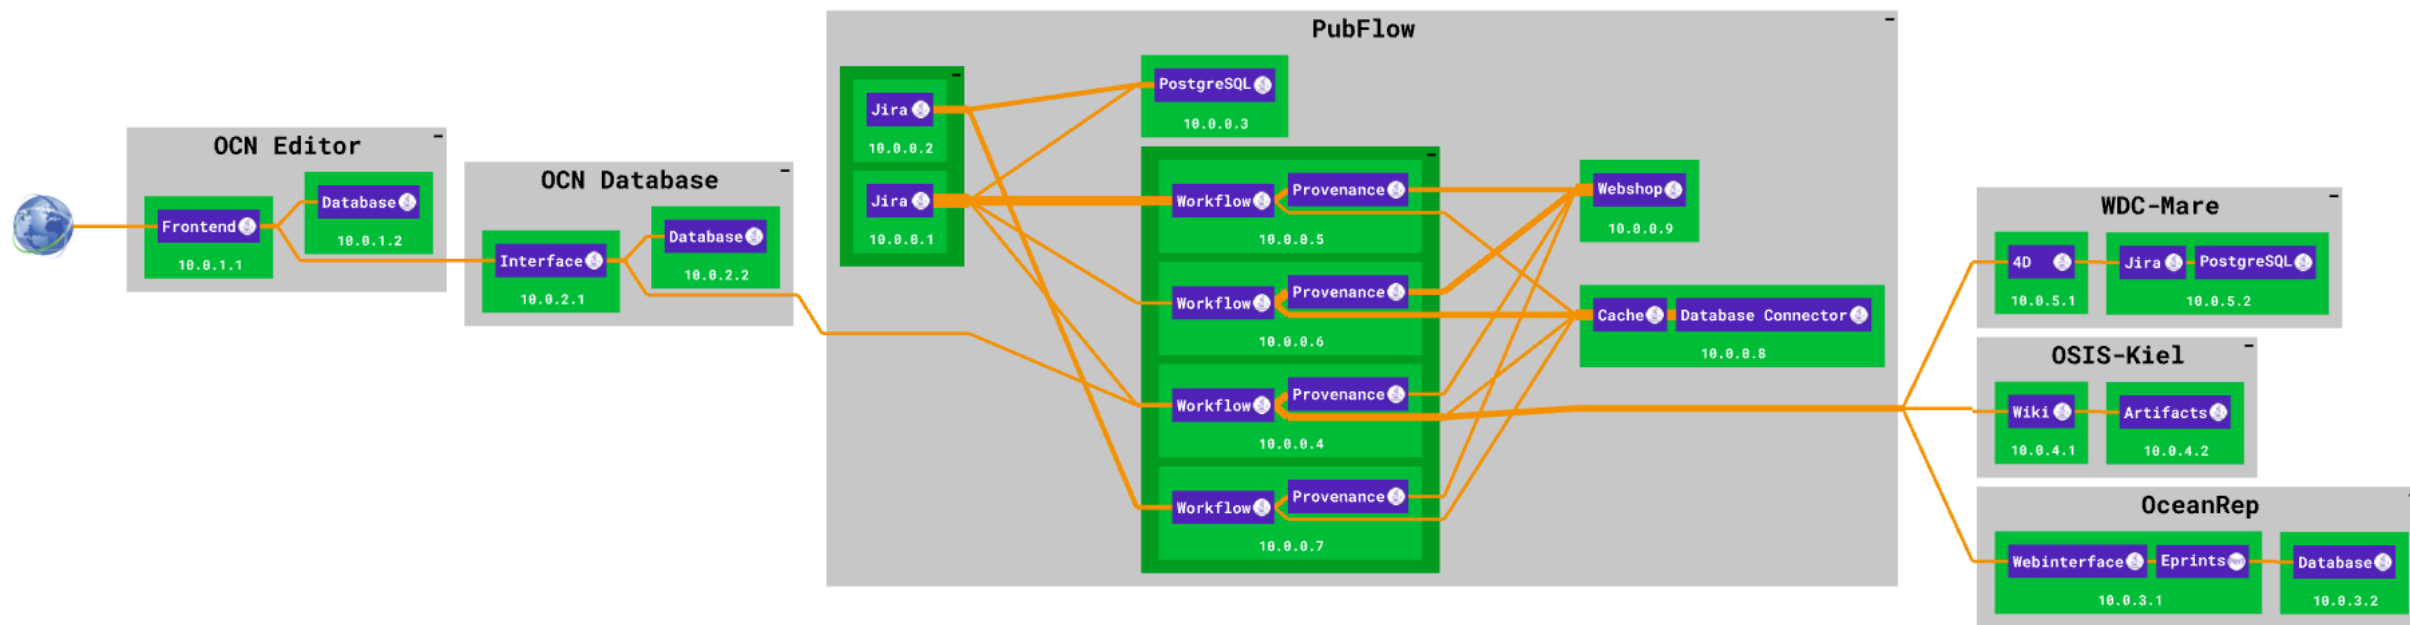 OCN Editor
Frontend
10.0.1.1
Database
10.0.1.2
OCN Database
Interface
10.0.2.1
Database
10.0.2.2
PubFlow
Jira
10.0.0.2
Jira
10.0.0.1
PostgreSQL
10.0.0.3
Workflow Provenance
10.0.0.5
Workflow Provenance
10.0.0.6
Workflow Provenance
10.0.0.4
Workflow Provenance
10.0.0.7
Webshop
10.0.0.9
Cache Database Connector
10.0.0.8
WDC-Mare
4D
10.0.5.1
Jira PostgreSQL
10.0.5.2
OSIS-Kiel
Wiki
10.0.4.1
Artifacts
10.0.4.2
OceanRep
Webinterface Eprints
10.0.3.1
Database
10.0.3.2